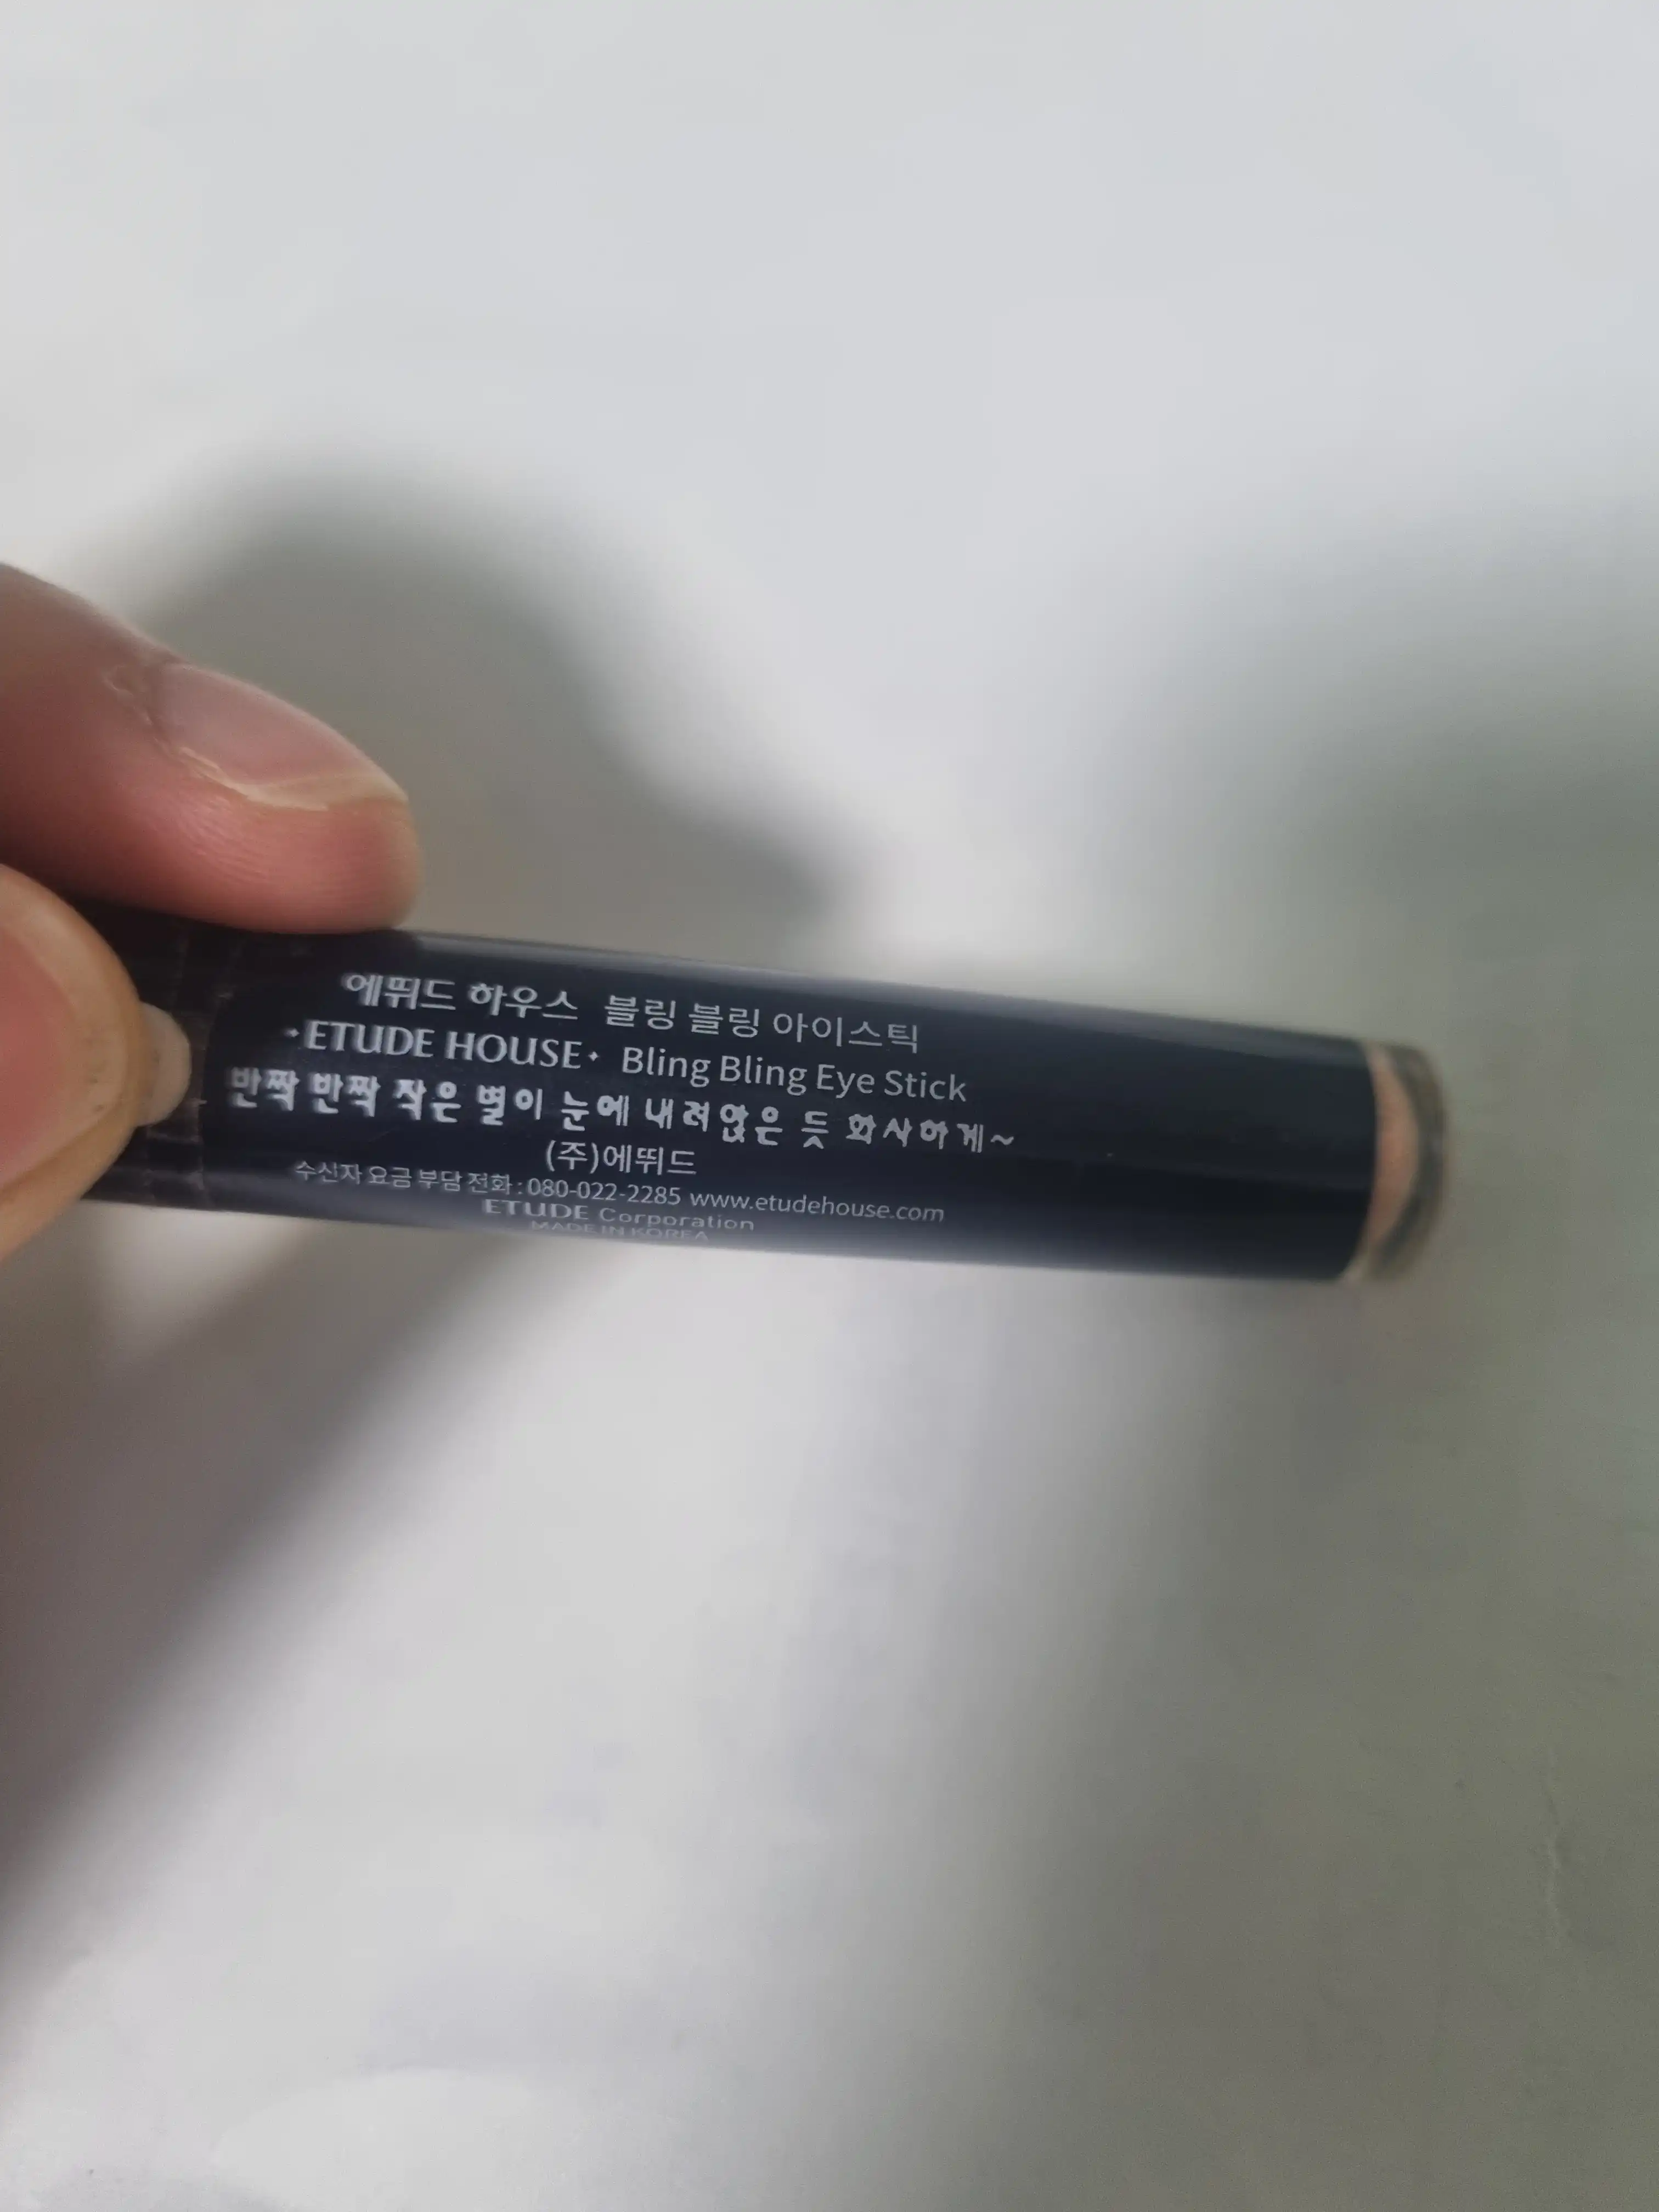 에뛰드 하우스 블링 블링 아이스틱
·ETUDE HOUSE· Bling Bling Eye Stick
반짝 반짝 작은 별이 눈에 내려앉은 듯 화사하게~
(주)에뛰드
수신자 요금 부담 전화 : 080-022-2285 www.etudehouse.com
ETUDE Corporation
MADE IN KOREA